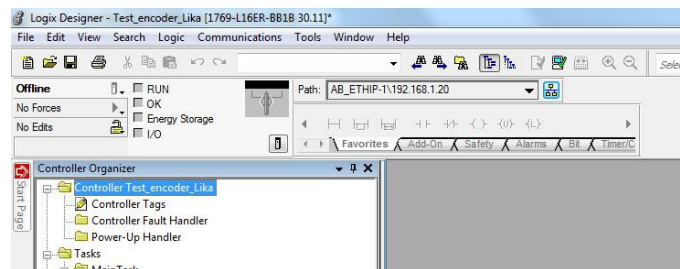 Logix Designer - Test_encoder_Lika [1769-L16ER-BB1B 30.11]*
File Edit View Search Logic Communications Tools Window Help
Sele
Offline RUN Path: AB_ETHIP-1\192.168.1.20
No Forces OK
Energy Storage
No Edits I/O
Favorites Add-On Safety Alarms Bit Timer/C
Controller Organizer
Start Page
Controller Test_encoder_Lika
Controller Tags
Controller Fault Handler
Power-Up Handler
Tasks
MainTask